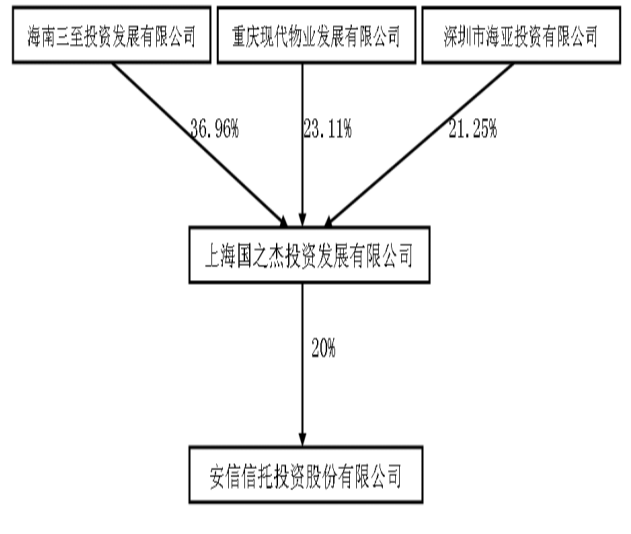 海南三至投资发展有限公司
重庆现代物业发展有限公司
深圳市海亚投资有限公司
36.96%
23.11%
21.25%
上海国之杰投资发展有限公司
20%
安信信托投资股份有限公司